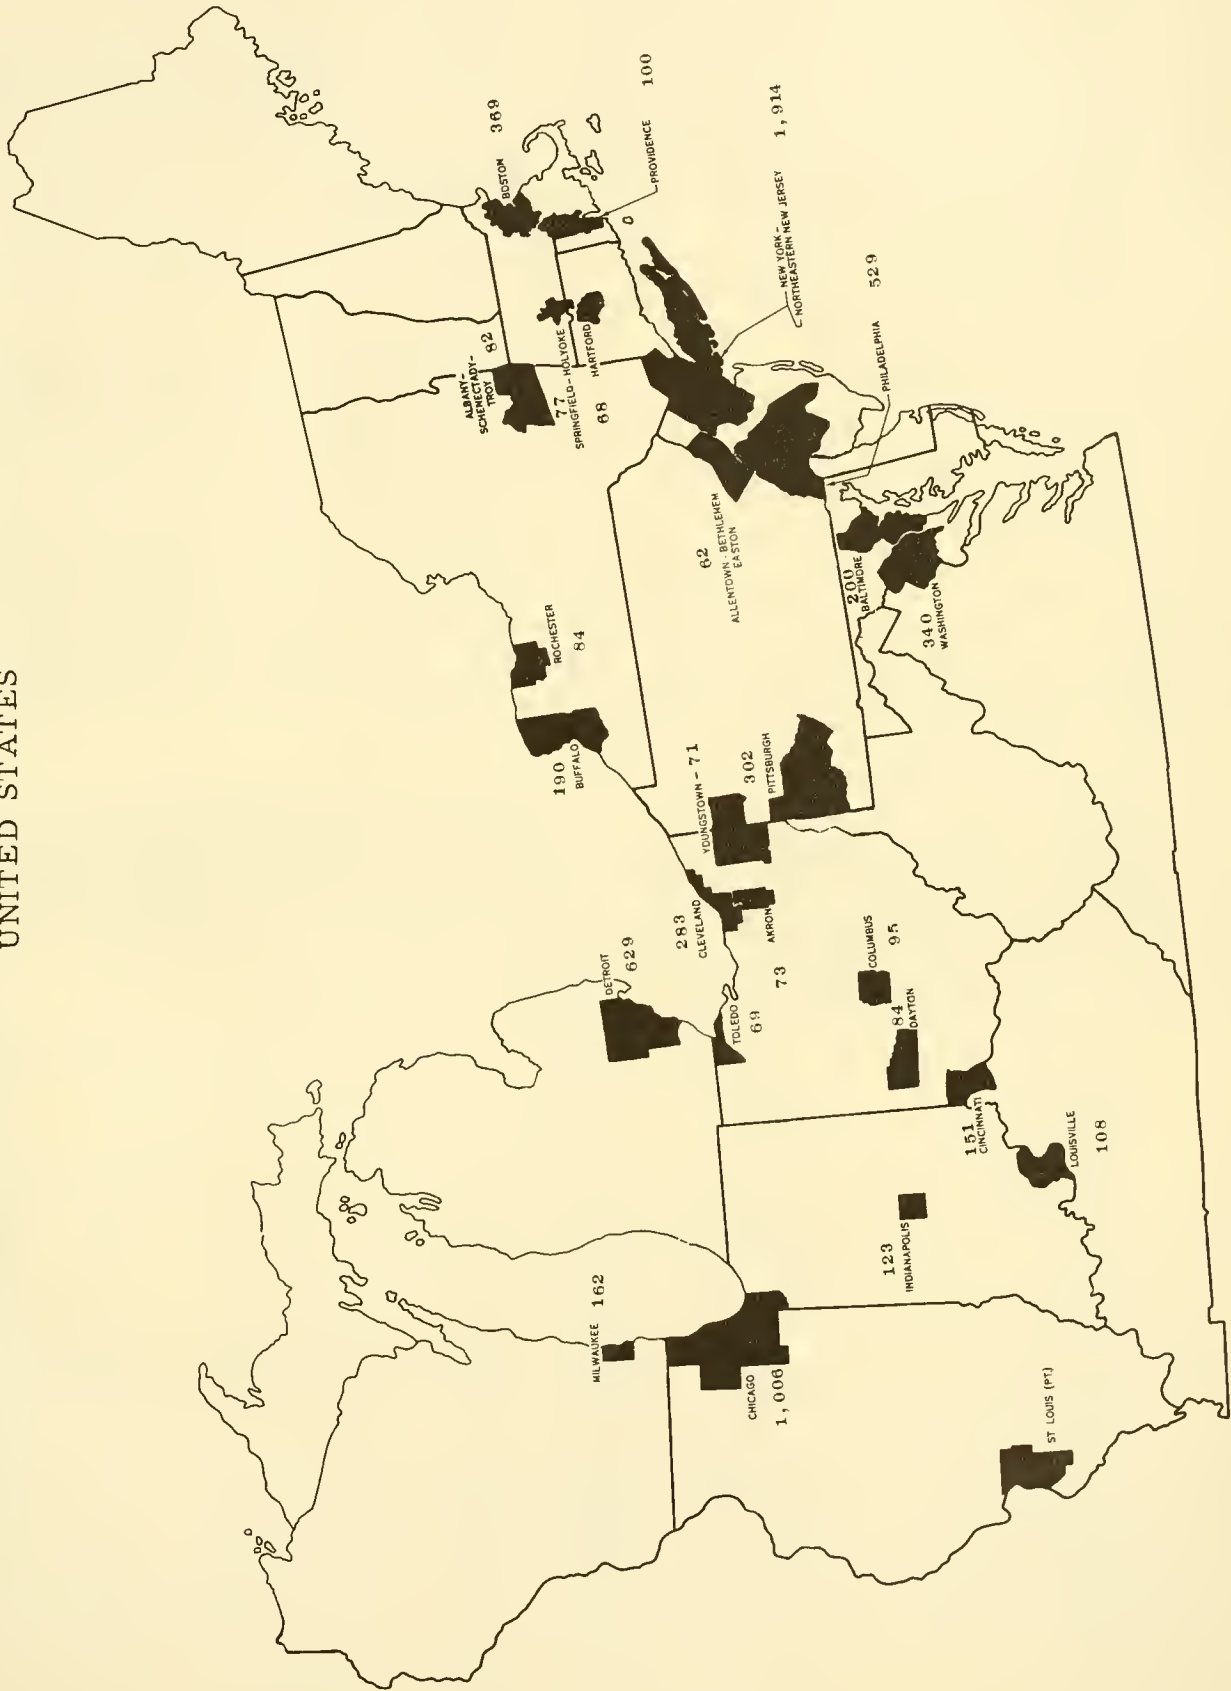 UNITED STATES
BOSTON 369
PROVIDENCE 100
ALBANY-
SCHENECTADY-
TROY
82
77
SPRINGFIELD-HOLYOKE
HARTFORD
68
NEW YORK-
NORTHEASTERN NEW JERSEY 1,914
PHILADELPHIA 529
62
ALLENTOWN-BETHLEHEM
EASTON
200
BALTIMORE
340
WASHINGTON
ROCHESTER
84
190
BUFFALO
YOUNGSTOWN-71
302
PITTSBURGH
283
CLEVELAND
AKRON
73
DETROIT
629
TOLEDO
69
COLUMBUS
95
84
DAYTON
151
CINCINNATI
LOUISVILLE
108
123
INDIANAPOLIS
MILWAUKEE 162
CHICAGO
1,006
ST LOUIS (PT.)